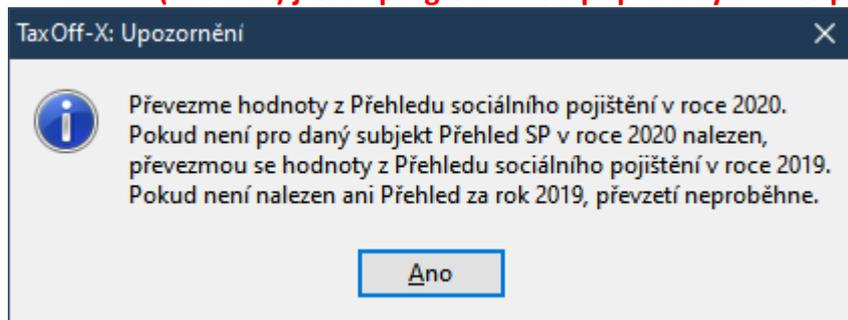 TaxOff-X: Upozornění
Převezme hodnoty z Přehledu sociálního pojištění v roce 2020.
Pokud není pro daný subjekt Přehled SP v roce 2020 nalezen,
převezmou se hodnoty z Přehledu sociálního pojištění v roce 2019.
Pokud není nalezen ani Přehled za rok 2019, převzetí neproběhne.
Ano